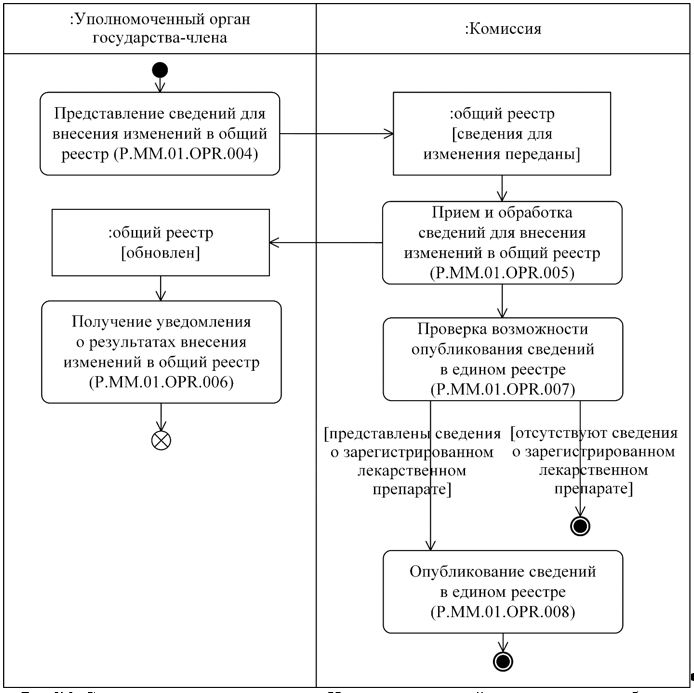 :Уполномоченный орган
государства-члена
:Комиссия
Представление сведений для
внесения изменений в общий
реестр (P.MM.01.OPR.004)
:общий реестр
[сведения для
изменения переданы]
Прием и обработка
сведений для внесения
изменений в общий реестр
(P.MM.01.OPR.005)
:общий реестр
[обновлен]
Получение уведомления
о результатах внесения
изменений в общий реестр
(P.MM.01.OPR.006)
Проверка возможности
опубликования сведений
в едином реестре
(P.MM.01.OPR.007)
[представлены сведения
о зарегистрированном
лекарственном
препарате]
[отсутствуют сведения
о зарегистрированном
лекарственном
препарате]
Опубликование сведений
в едином реестре
(P.MM.01.OPR.008)